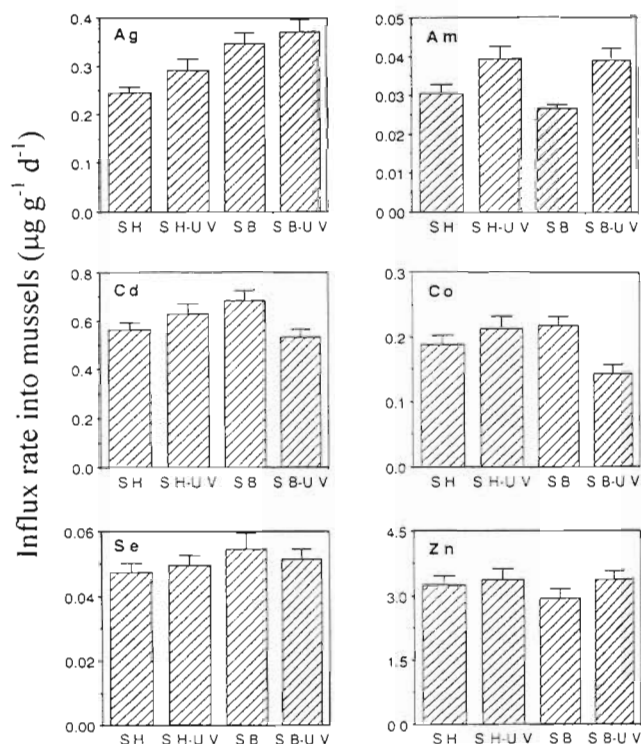 Influx rate into mussels (µg g⁻¹ d⁻¹)
Ag
0.4
0.3
0.2
0.1
0.0
SH SH-UV SB SB-UV
Am
0.05
0.04
0.03
0.02
0.01
0.00
SH SH-UV SB SB-UV
Cd
0.8
0.6
0.4
0.2
0.0
SH SH-UV SB SB-UV
Co
0.3
0.2
0.1
0.0
SH SH-UV SB SB-UV
Se
0.06
0.04
0.02
0.00
SH SH-UV SB SB-UV
Zn
4.5
3.0
1.5
0.0
SH SH-UV SB SB-UV